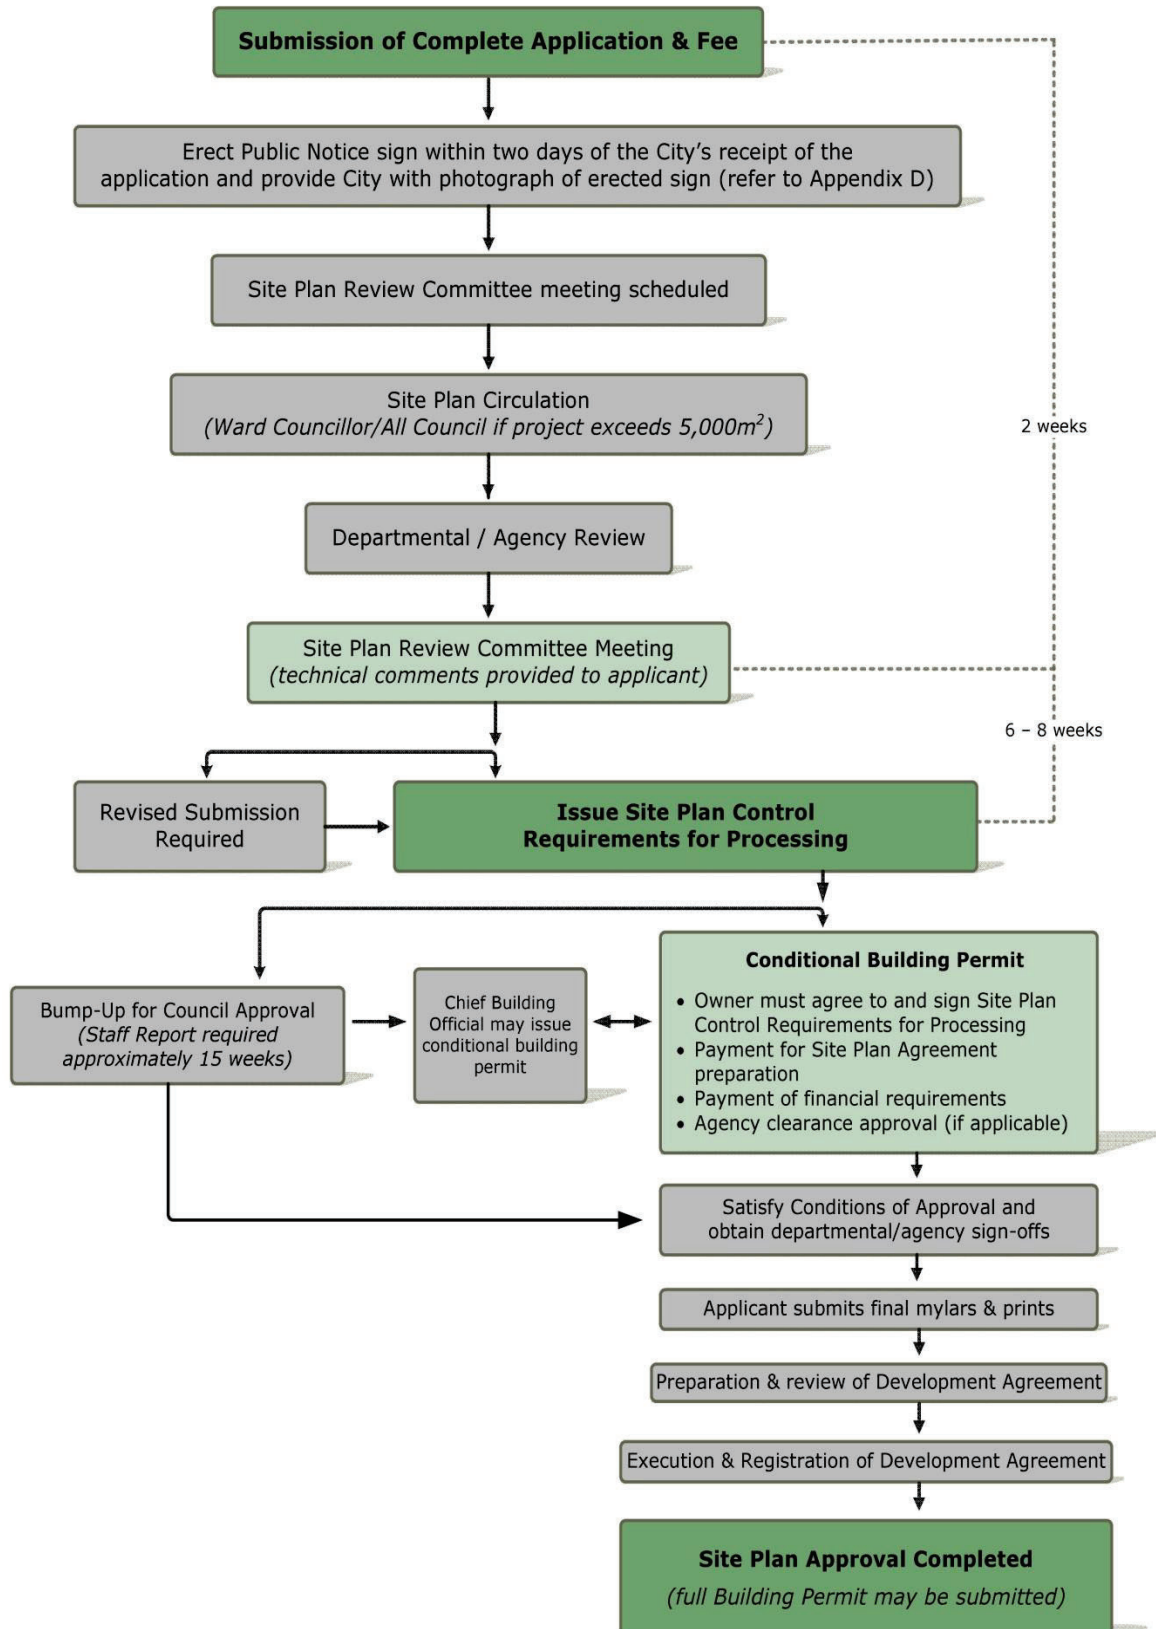 Submission of Complete Application & Fee
Erect Public Notice sign within two days of the City’s receipt of the
application and provide City with photograph of erected sign (refer to Appendix D)
Site Plan Review Committee meeting scheduled
Site Plan Circulation
(Ward Councillor/All Council if project exceeds 5,000m²)
2 weeks
Departmental / Agency Review
Site Plan Review Committee Meeting
(technical comments provided to applicant)
6 – 8 weeks
Revised Submission
Required
Issue Site Plan Control
Requirements for Processing
Bump-Up for Council Approval
(Staff Report required
approximately 15 weeks)
Chief Building
Official may issue
conditional building
permit
Conditional Building Permit
• Owner must agree to and sign Site Plan
Control Requirements for Processing
• Payment for Site Plan Agreement
preparation
• Payment of financial requirements
• Agency clearance approval (if applicable)
Satisfy Conditions of Approval and
obtain departmental/agency sign-offs
Applicant submits final mylars & prints
Preparation & review of Development Agreement
Execution & Registration of Development Agreement
Site Plan Approval Completed
(full Building Permit may be submitted)